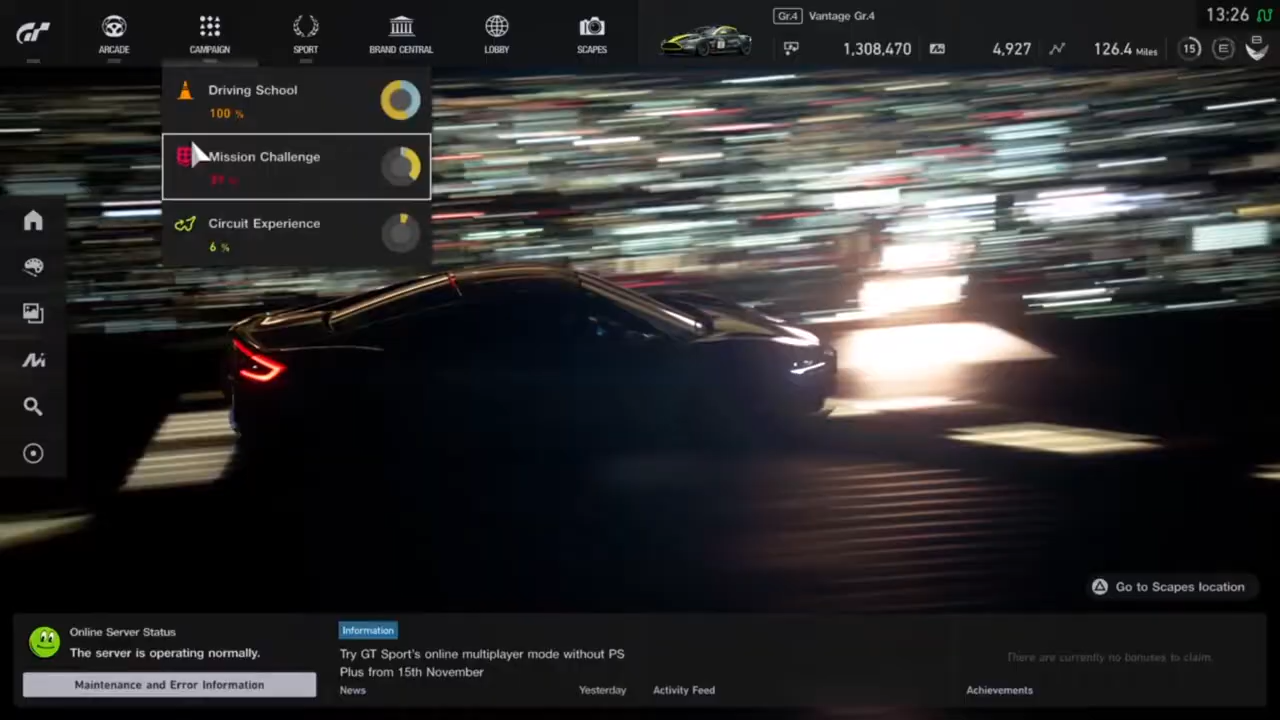 ARCADE
CAMPAIGN
SPORT
BRAND CENTRAL
LOBBY
SCAPES
Gr.4 Vantage Gr.4
1,308,470
4,927
126.4 Miles
15
E
B
13:26
Driving School
100 %
Mission Challenge
Circuit Experience
6 %
Go to Scapes location
Online Server Status
The server is operating normally.
Maintenance and Error Information
Information
Try GT Sport's online multiplayer mode without PS
Plus from 15th November
News
Yesterday
Activity Feed
There are currently no bonuses to claim.
Achievements